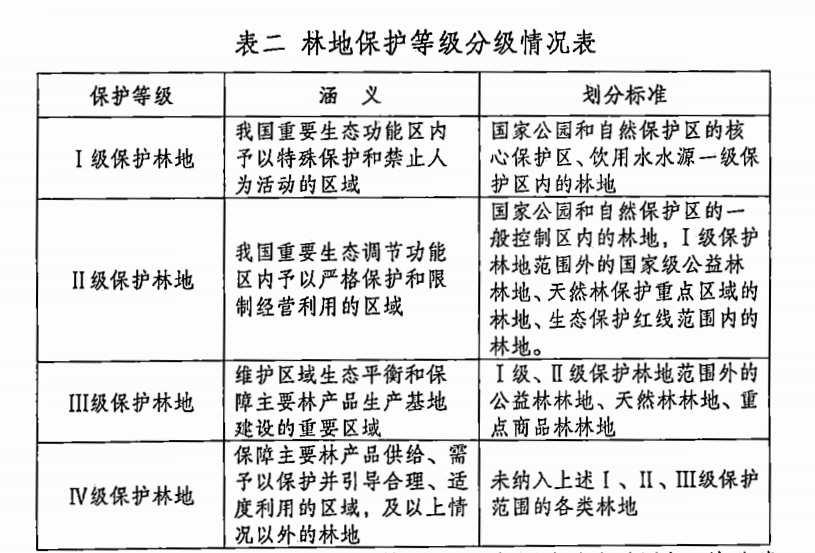 表二 林地保护等级分级情况表
保护等级
涵 义
划分标准
Ⅰ级保护林地
我国重要生态功能区内
予以特殊保护和禁止人
为活动的区域
国家公园和自然保护区的核
心保护区、饮用水水源一级保
护区内的林地
Ⅱ级保护林地
我国重要生态调节功能
区内予以严格保护和限
制经营利用的区域
国家公园和自然保护区的一
般控制区内的林地，Ⅰ级保护
林地范围外的国家级公益林
林地、天然林保护重点区域的
林地、生态保护红线范围内的
林地。
Ⅲ级保护林地
维护区域生态平衡和保
障主要林产品生产基地
建设的重要区域
Ⅰ级、Ⅱ级保护林地范围外的
公益林林地、天然林林地、重
点商品林林地
Ⅳ级保护林地
保障主要林产品供给、需
予以保护并引导合理、适
度利用的区域，及以上情
况以外的林地
未纳入上述Ⅰ、Ⅱ、Ⅲ级保护
范围的各类林地